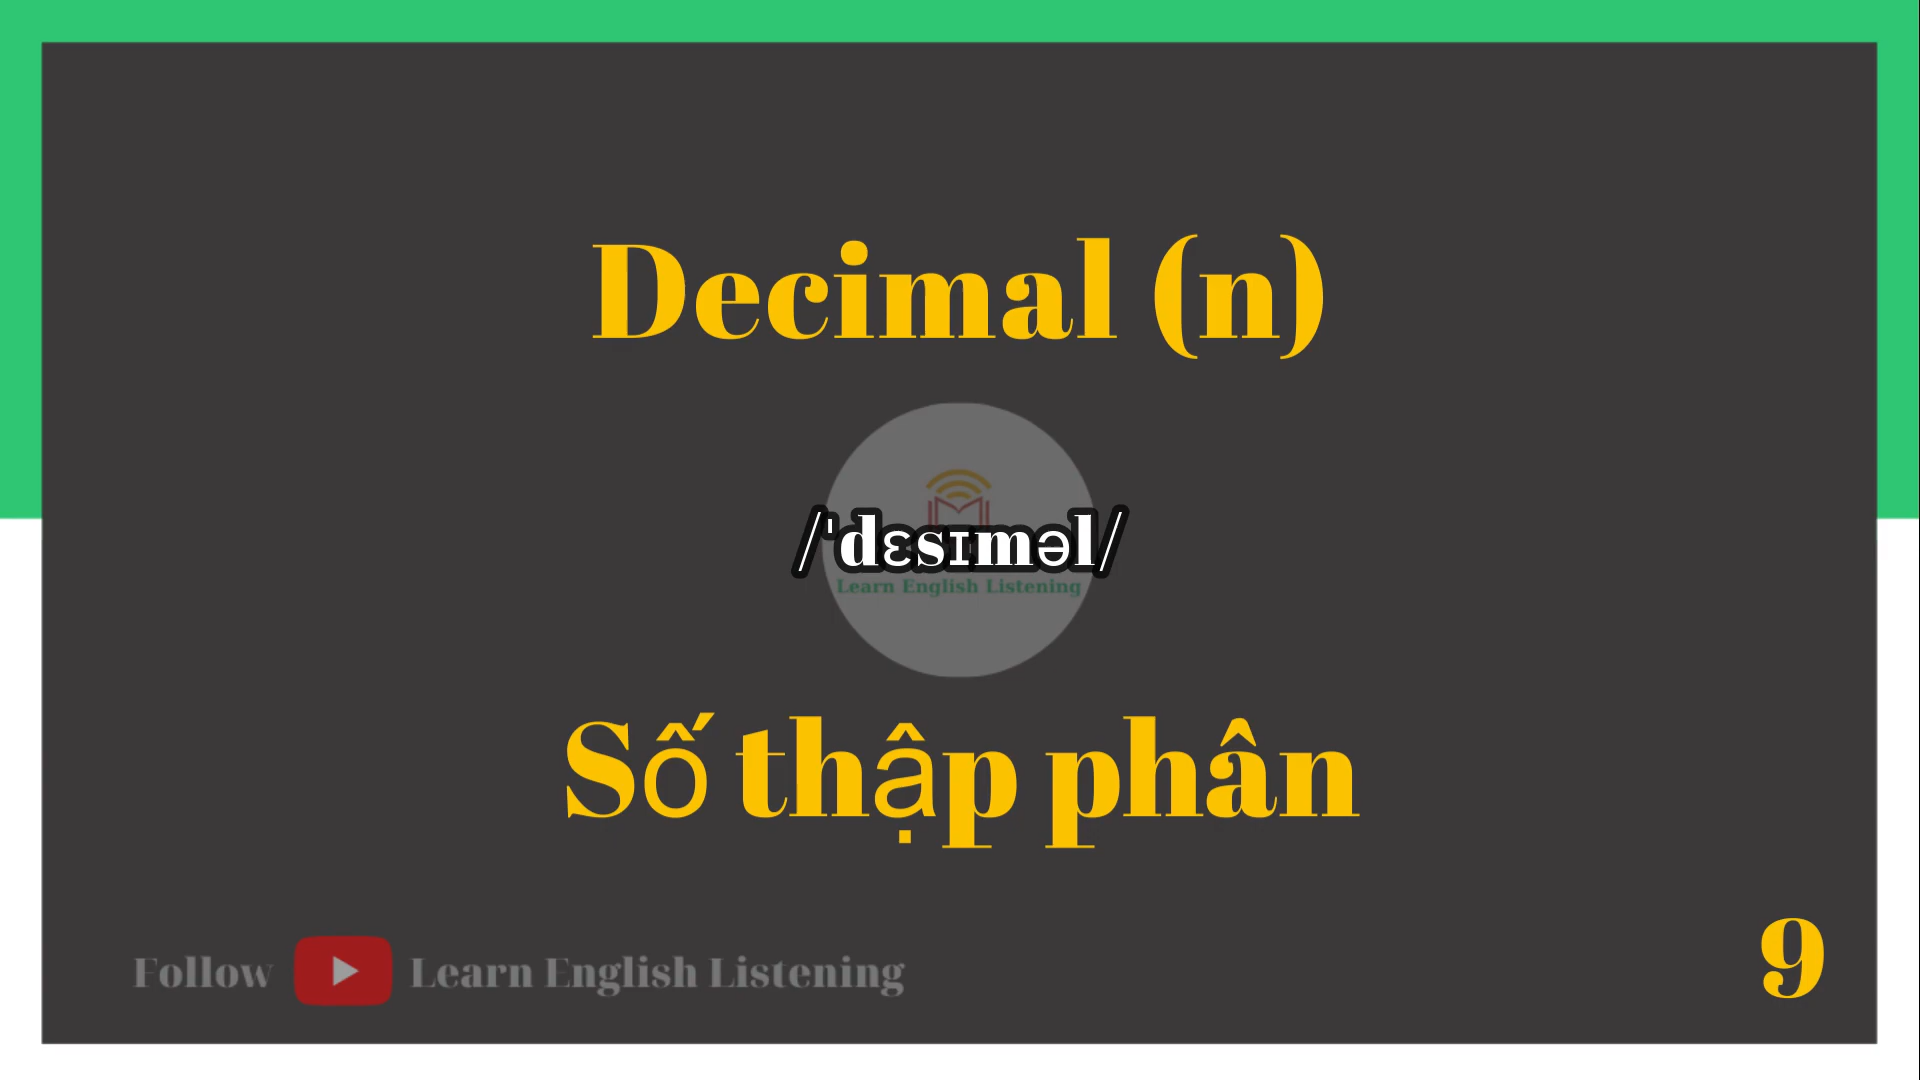 Decimal (n)
/ˈdɛsɪməl/
Learn English Listening
Số thập phân
Follow Learn English Listening
9